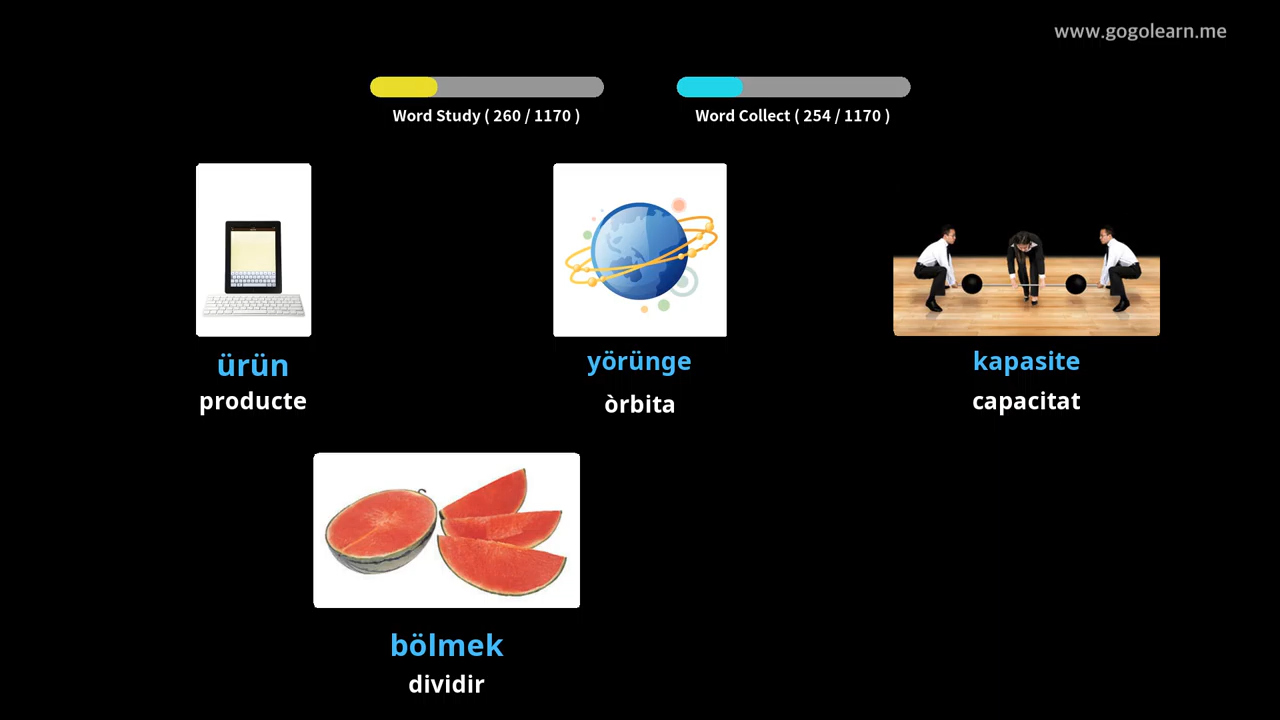 www.gogolearn.me
Word Study ( 260 / 1170 )
Word Collect ( 254 / 1170 )
ürün
producte
yörünge
òrbita
kapasite
capacitat
bölmek
dividir